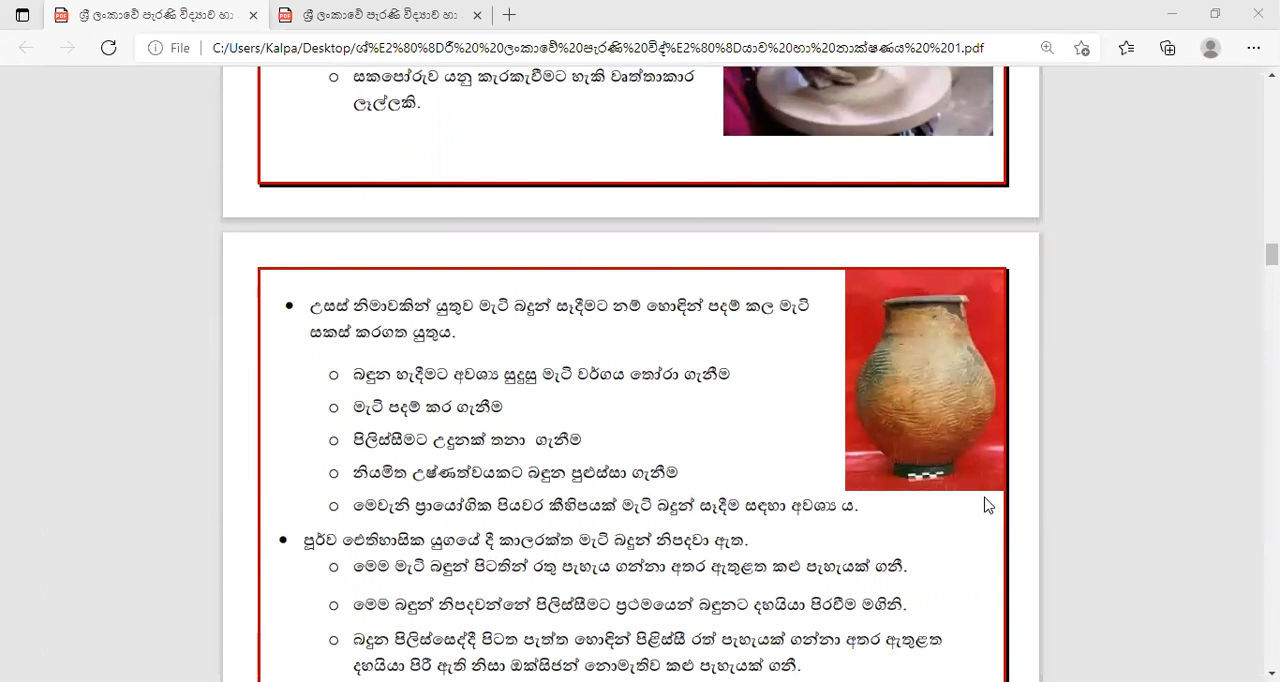 ශ්‍රී ලංකාවේ පැරණි විද්‍යාව හා
ශ්‍රී ලංකාවේ පැරණි විද්‍යාව හා
File
C:/Users/Kalpa/Desktop/ශ්%E2%80%8Dරී%20%20ලංකාවේ%20පැරණි%20විද්%E2%80%8Dයාව%20හා%20තාක්ෂණය%20%201.pdf
○ සකපෝරුව යනු කැරකැවීමට හැකි වෘත්තාකාර
ලෑල්ලකි.
• උසස් නිමාවකින් යුතුව මැටි බඳුන් සෑදීමට නම් හොඳින් පදම් කල මැටි
සකස් කරගත යුතුය.
○ බඳුන හැදීමට අවශ්‍ය සුදුසු මැටි වර්ගය තෝරා ගැනීම
○ මැටි පදම් කර ගැනීම
○ පිලිස්සීමට උදුනක් තනා ගැනීම
○ නියමිත උෂ්ණත්වයකට බඳුන පුළුස්සා ගැනීම
○ මෙවැනි ප්‍රායෝගික පියවර කීහිපයක් මැටි බඳුන් සෑදීම සඳහා අවශ්‍ය ය.
• පූර්ව ඓතිහාසික යුගයේ දී කාලරක්ත මැටි බඳුන් නිපදවා ඇත.
○ මෙම මැටි බඳුන් පිටතින් රතු පැහැය ගන්නා අතර ඇතුළත කළු පැහැයක් ගනී.
○ මෙම බඳුන් නිපදවන්නේ පිලිස්සීමට ප්‍රථමයෙන් බඳුනට දහයියා පිරවීම මගිනි.
○ බඳුන පිලිස්සෙද්දී පිටත පැත්ත හොඳින් පිළිස්සී රත් පැහැයක් ගන්නා අතර ඇතුළත
දහයියා පිරී ඇති නිසා ඔක්සිජන් නොමැතිව කළු පැහැයක් ගනී.